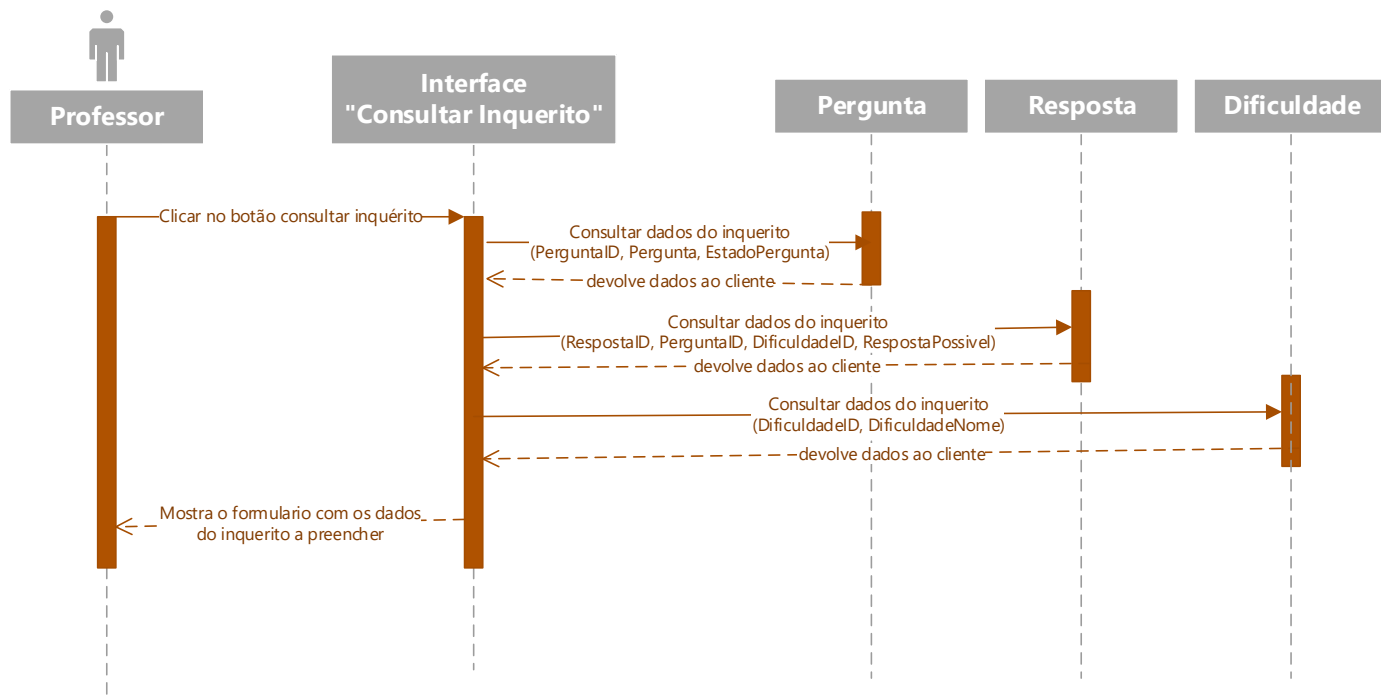 Professor
Interface
"Consultar Inquerito"
Pergunta
Resposta
Dificuldade
Clicar no botão consultar inquérito
Consultar dados do inquerito
(PerguntaID, Pergunta, EstadoPergunta)
devolve dados ao cliente
Consultar dados do inquerito
(RespostaID, PerguntaID, DificuldadeID, RespostaPossivel)
devolve dados ao cliente
Consultar dados do inquerito
(DificuldadeID, DificuldadeNome)
devolve dados ao cliente
Mostra o formulario com os dados
do inquerito a preencher